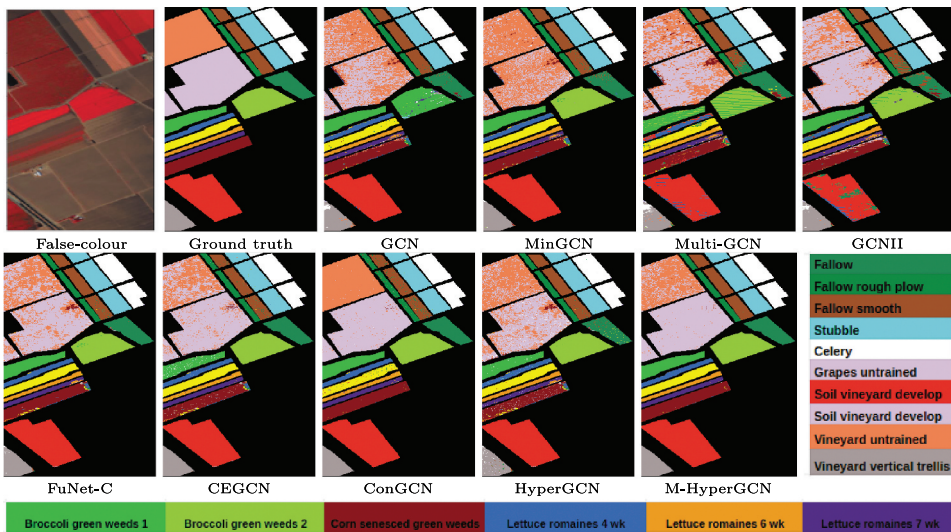 False-colour
Ground truth
GCN
MinGCN
Multi-GCN
GCNII
FuNet-C
CEGCN
ConGCN
HyperGCN
M-HyperGCN
Fallow
Fallow rough plow
Fallow smooth
Stubble
Celery
Grapes untrained
Soil vineyard develop
Soil vineyard develop
Vineyard untrained
Vineyard vertical trellis
Broccoli green weeds 1
Broccoli green weeds 2
Corn senesced green weeds
Lettuce romaines 4 wk
Lettuce romaines 6 wk
Lettuce romaines 7 wk